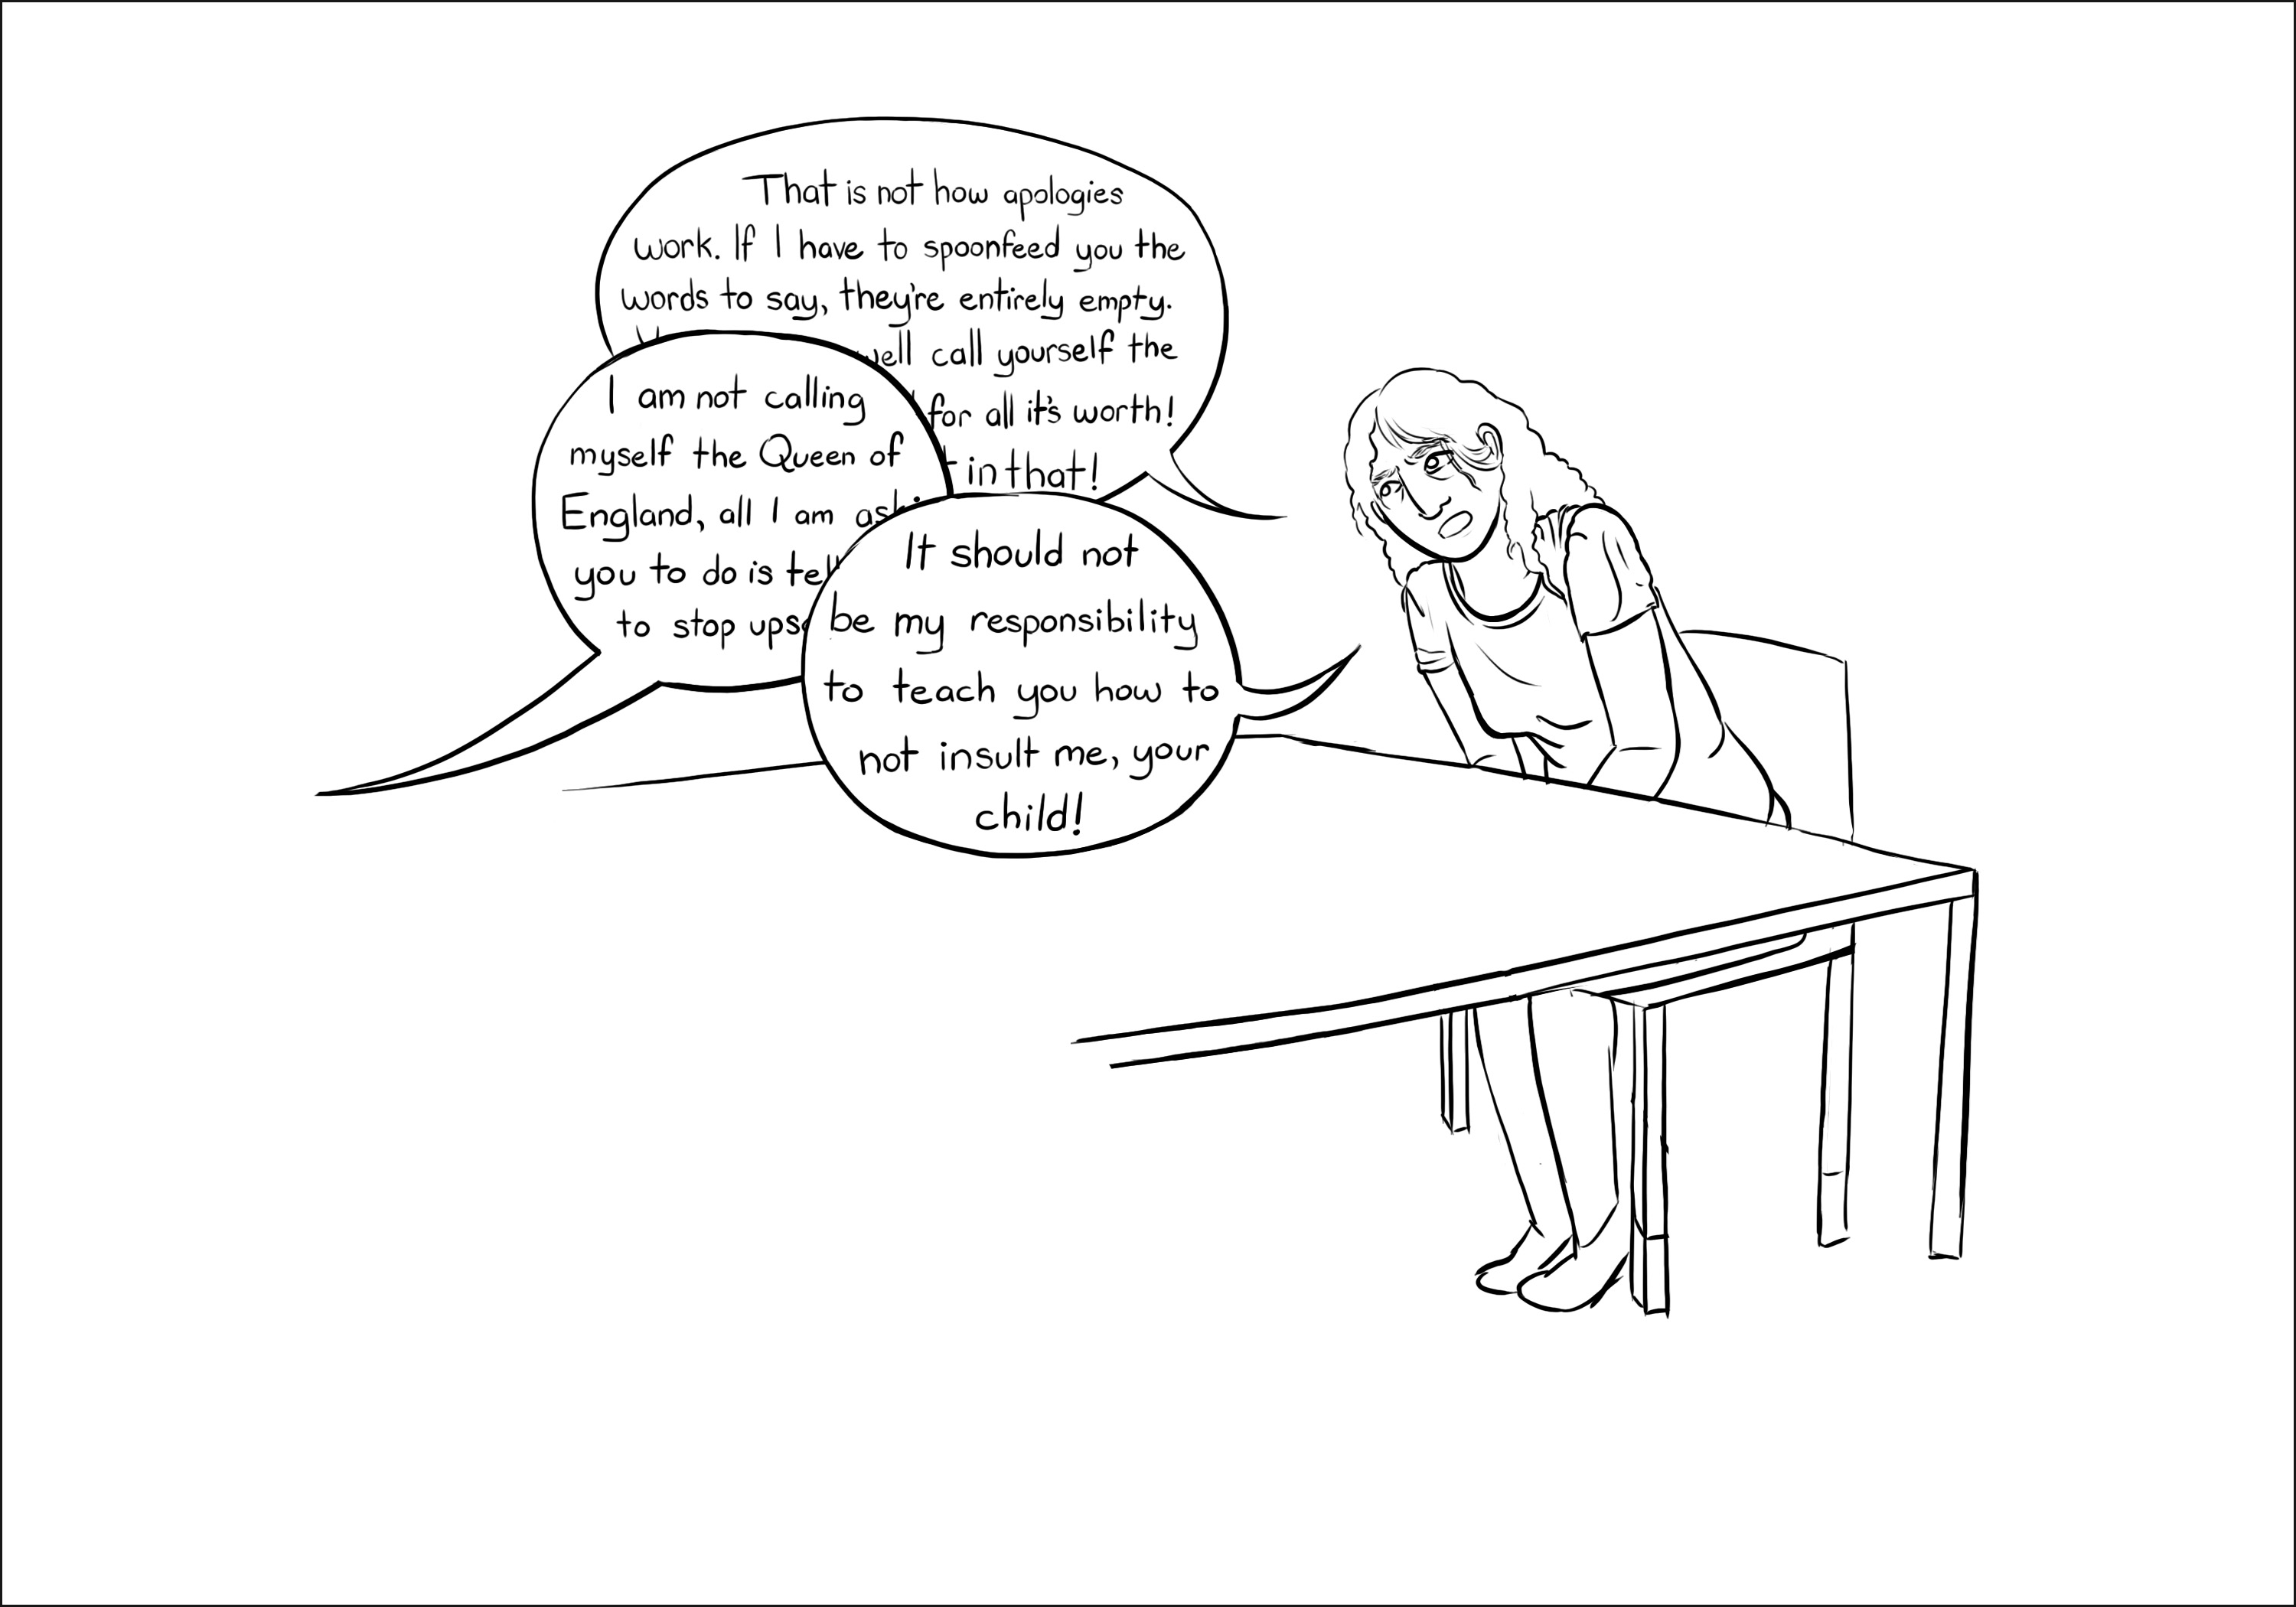 That is not how apologies
work. If I have to spoonfeed you the
words to say, they're entirely empty.
well call yourself the
for all it's worth!
in that!
I am not calling
myself the Queen of
England, all I am
you to do is
to stop
It should not
be my responsibility
to teach you how to
not insult me, your
child!